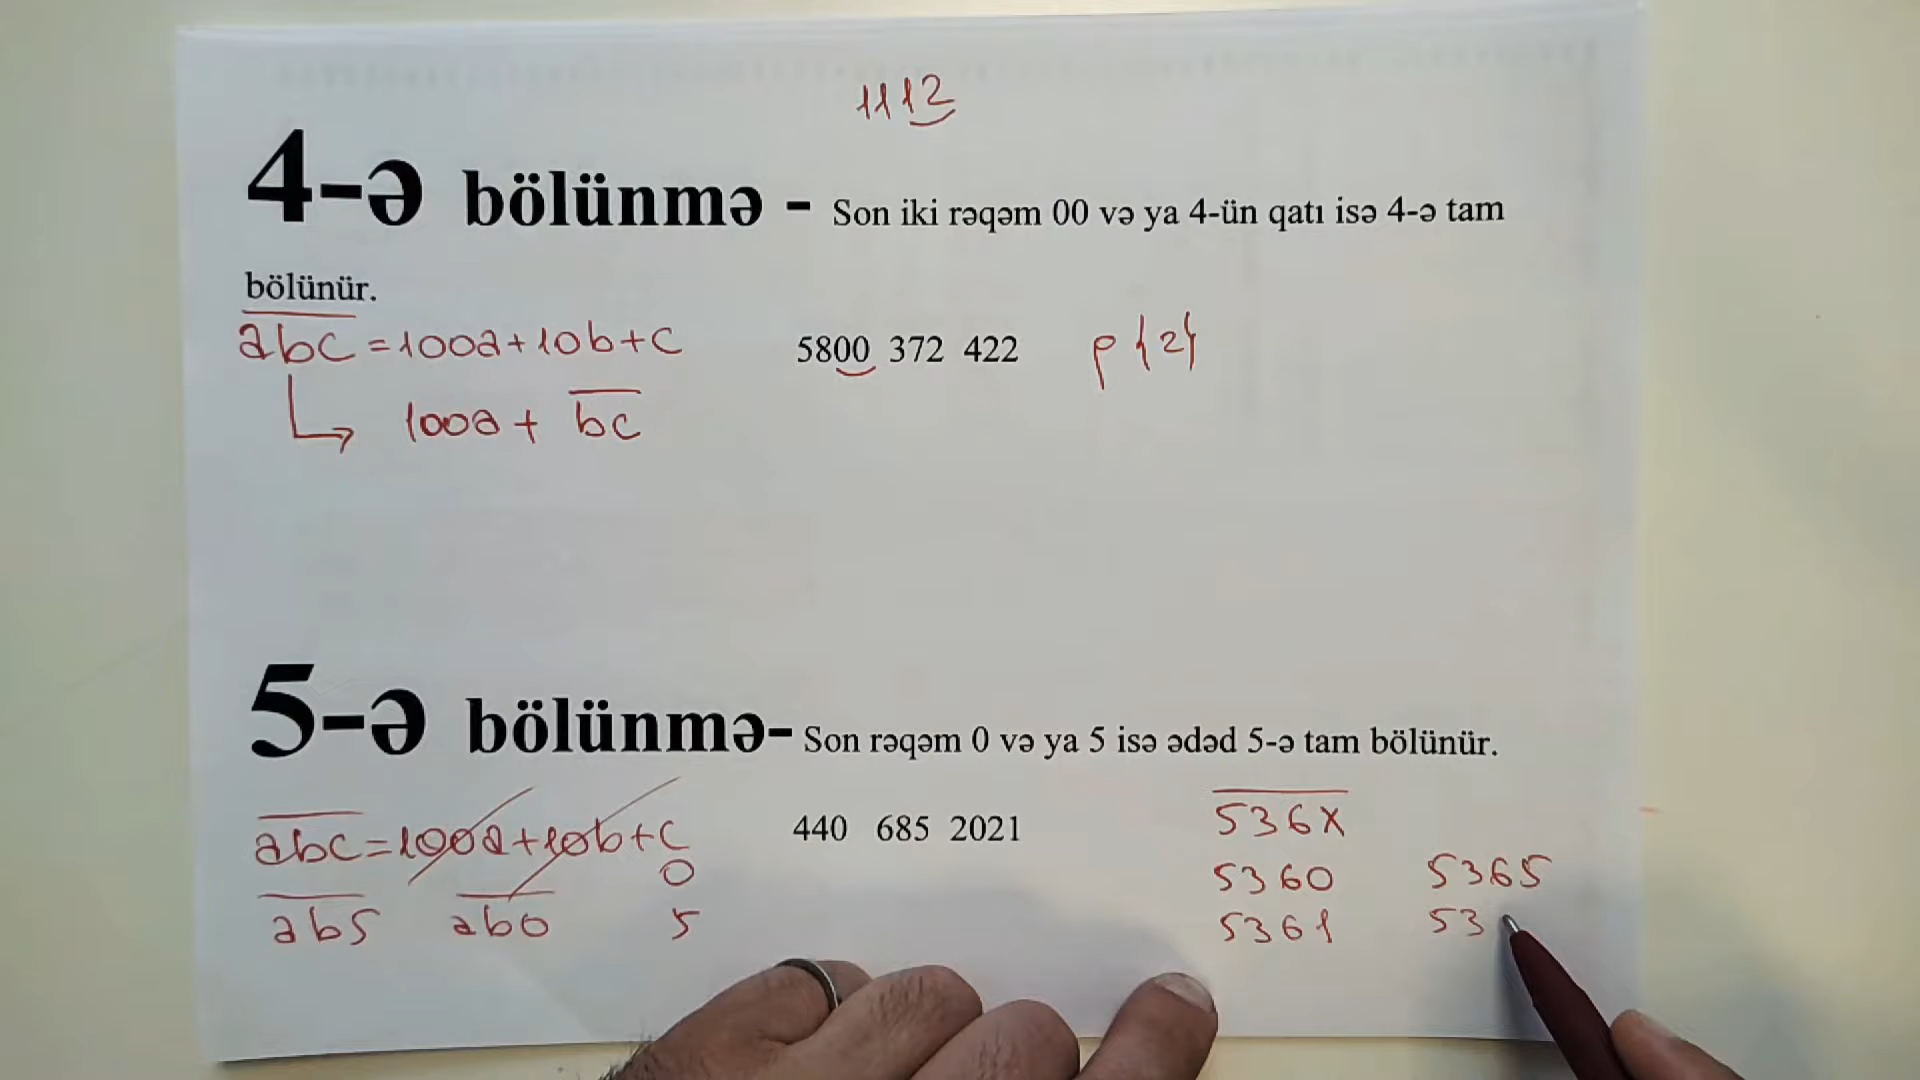 1112
4-ə bölünmə - Son iki rəqəm 00 və ya 4-ün qatı isə 4-ə tam
bölünür.
abc = 100a + 10b + c
5800 372 422
p{2}
100a + bc
5-ə bölünmə- Son rəqəm 0 və ya 5 isə ədəd 5-ə tam bölünür.
abc = 100a + 10b + c
440 685 2021
536x
0
5360
5365
ab5 ab0
5
5361
53